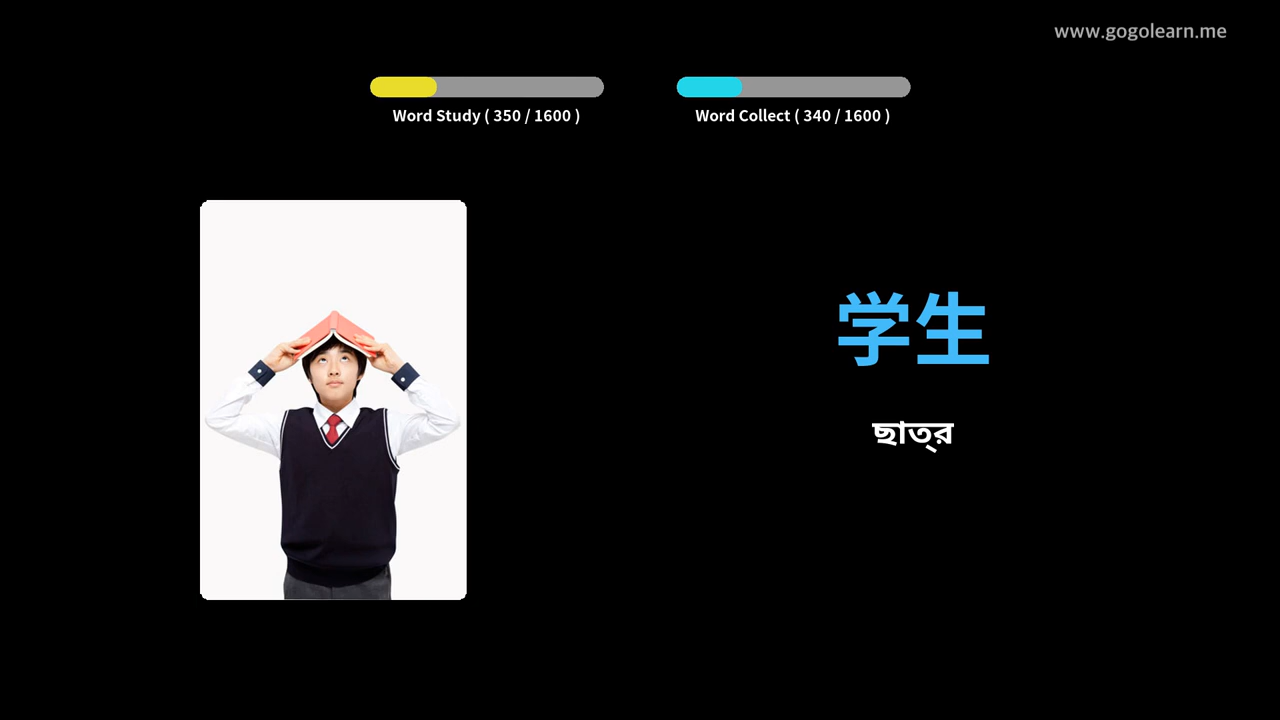 www.gogolearn.me
Word Study ( 350 / 1600 )
Word Collect ( 340 / 1600 )
学生
ছাত্র